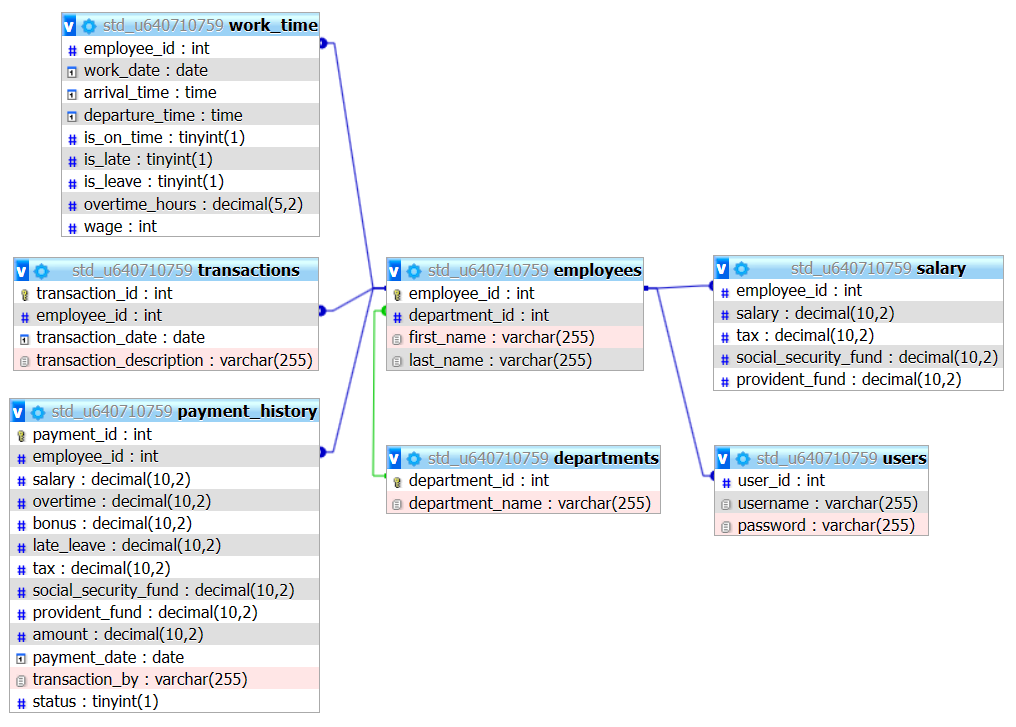 v std_u640710759 work_time
# employee_id : int
work_date : date
arrival_time : time
departure_time : time
# is_on_time : tinyint(1)
# is_late : tinyint(1)
# is_leave : tinyint(1)
# overtime_hours : decimal(5,2)
# wage : int
v std_u640710759 transactions
transaction_id : int
# employee_id : int
transaction_date : date
transaction_description : varchar(255)
v std_u640710759 payment_history
payment_id : int
# employee_id : int
# salary : decimal(10,2)
# overtime : decimal(10,2)
# bonus : decimal(10,2)
# late_leave : decimal(10,2)
# tax : decimal(10,2)
# social_security_fund : decimal(10,2)
# provident_fund : decimal(10,2)
# amount : decimal(10,2)
payment_date : date
transaction_by : varchar(255)
# status : tinyint(1)
v std_u640710759 employees
employee_id : int
# department_id : int
first_name : varchar(255)
last_name : varchar(255)
v std_u640710759 departments
department_id : int
department_name : varchar(255)
v std_u640710759 salary
# employee_id : int
# salary : decimal(10,2)
# tax : decimal(10,2)
# social_security_fund : decimal(10,2)
# provident_fund : decimal(10,2)
v std_u640710759 users
# user_id : int
username : varchar(255)
password : varchar(255)